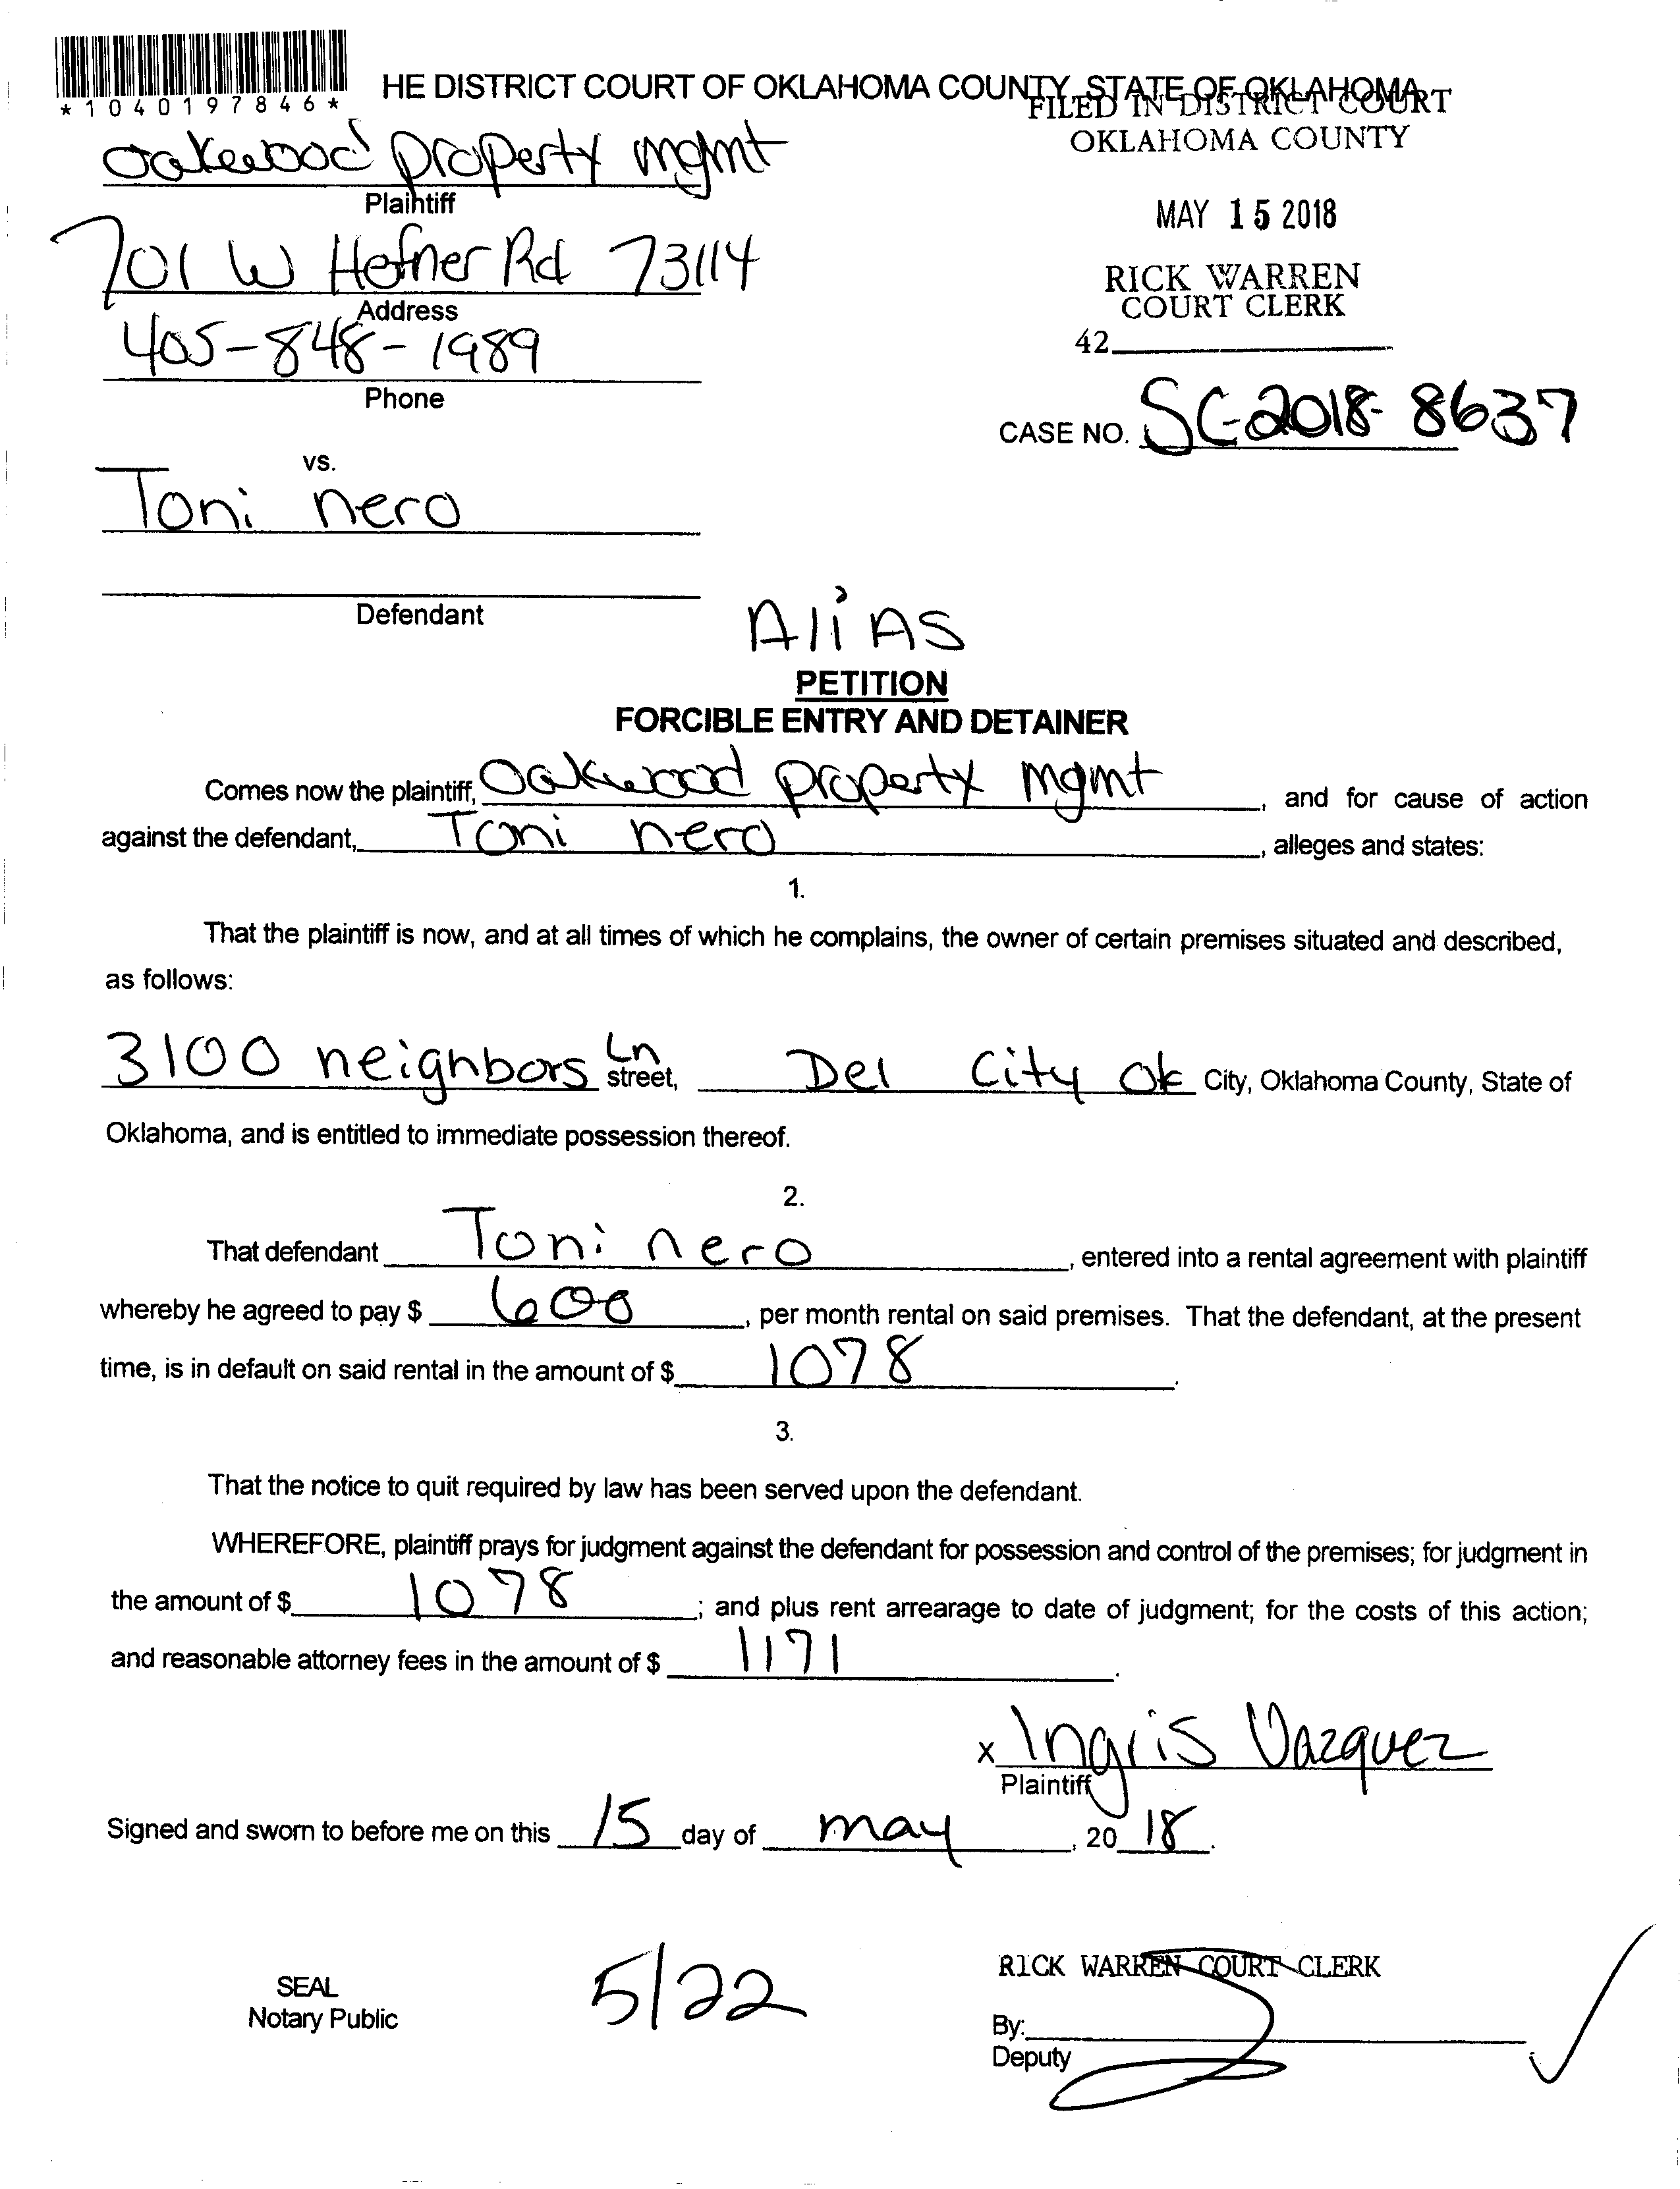 *1040197846*
HE DISTRICT COURT OF OKLAHOMA COUNTY, STATE OF OKLAHOMA
FILED IN DISTRICT COURT
OKLAHOMA COUNTY
Oakwood property mgmt
Plaintiff
MAY 15 2018
701 W Hefner Rd 73114
Address
RICK WARREN
COURT CLERK
405-848-1989
Phone
42
CASE NO. SC-2018-8637
vs.
Toni nero
Defendant
AliAS
PETITION
FORCIBLE ENTRY AND DETAINER
Comes now the plaintiff, Oakwood property mgmt, and for cause of action
against the defendant, Toni nero, alleges and states:
1.
That the plaintiff is now, and at all times of which he complains, the owner of certain premises situated and described,
as follows:
3100 neighbors Ln street, Del City Ok City, Oklahoma County, State of
Oklahoma, and is entitled to immediate possession thereof.
2.
That defendant Toni nero, entered into a rental agreement with plaintiff
whereby he agreed to pay $ 600, per month rental on said premises. That the defendant, at the present
time, is in default on said rental in the amount of $ 1078.
3.
That the notice to quit required by law has been served upon the defendant.
WHEREFORE, plaintiff prays for judgment against the defendant for possession and control of the premises; for judgment in
the amount of $ 1078; and plus rent arrearage to date of judgment; for the costs of this action;
and reasonable attorney fees in the amount of $ 1171.
x Ingris Vazquez
Plaintiff
Signed and sworn to before me on this 15 day of may, 20 18.
SEAL
Notary Public
5/22
RICK WARREN COURT CLERK
By:
Deputy